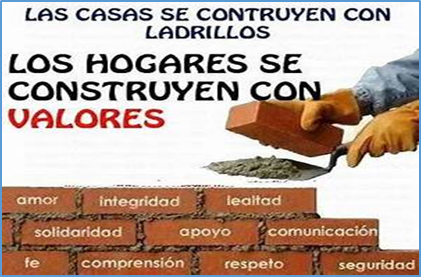 LAS CASAS SE CONTRUYEN CON
LADRILLOS
LOS HOGARES SE
CONSTRUYEN CON
VALORES
amor integridad lealtad
solidaridad apoyo comunicación
fe comprensión respeto seguridad